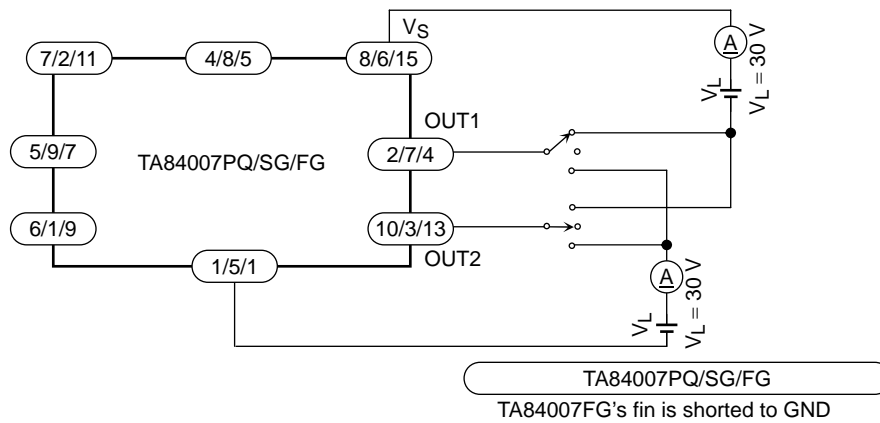 V_S
7/2/11
4/8/5
8/6/15
A
V_L
V_L = 30 V
OUT1
5/9/7
TA84007PQ/SG/FG
2/7/4
6/1/9
10/3/13
OUT2
1/5/1
A
V_L
V_L = 30 V
TA84007PQ/SG/FG
TA84007FG's fin is shorted to GND